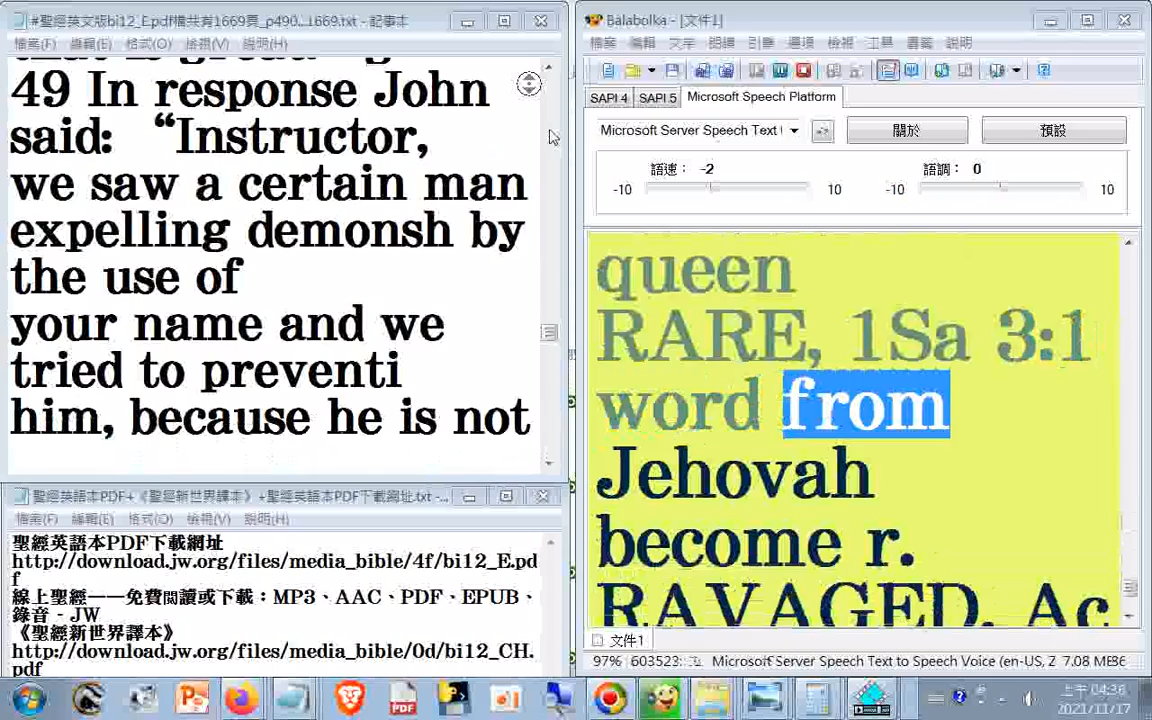 #聖經英文版bi12_E.pdf檔共有1669頁_p490...1669.txt - 記事本
檔案(F) 編輯(E) 格式(O) 檢視(V) 說明(H)
49 In response John
said: “Instructor,
we saw a certain man
expelling demonsh by
the use of
your name and we
tried to preventi
him, because he is not
聖經英語本PDF+《聖經新世界譯本》+聖經英語本PDF下載網址.txt -...
檔案(F) 編輯(E) 格式(O) 檢視(V) 說明(H)
聖經英語本PDF下載網址
http://download.jw.org/files/media_bible/4f/bi12_E.pd
f
線上聖經——免費閱讀或下載：MP3、AAC、PDF、EPUB、
錄音 - JW
《聖經新世界譯本》
http://download.jw.org/files/media_bible/0d/bi12_CH.
pdf
Balabolka - [文件1]
檔案 編輯 文字 朗讀 引擎 選項 檢視 工具 書籤 說明
SAPI 4 SAPI 5 Microsoft Speech Platform
Microsoft Server Speech Text 關於 預設
語速： -2 語調： 0
-10 10 -10 10
queen
RARE, 1Sa 3:1
word from
Jehovah
become r.
RAVAGED, Ac
文件1
97% Microsoft Server Speech Text to Speech Voice (en-US, Z 7.08 MB
上午 04:36
2021/11/17